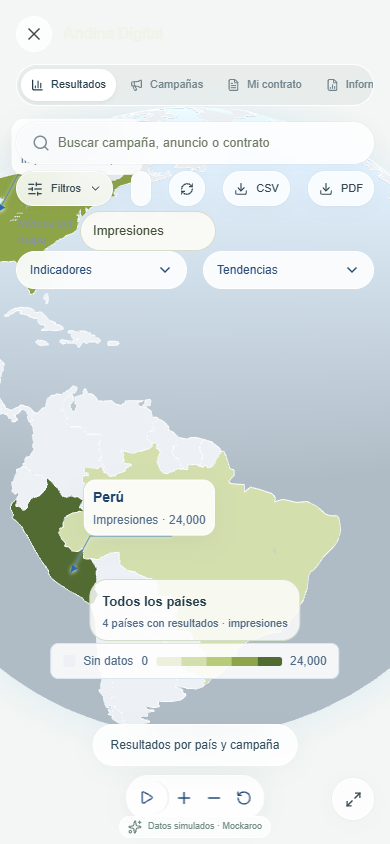 Andina Digital
Resultados
Campañas
Mi contrato
Inform
Buscar campaña, anuncio o contrato
Filtros
CSV
PDF
Impresiones
Indicadores
Tendencias
Perú
Impresiones · 24,000
Todos los países
4 países con resultados · impresiones
Sin datos 0 24,000
Resultados por país y campaña
Datos simulados · Mockaroo